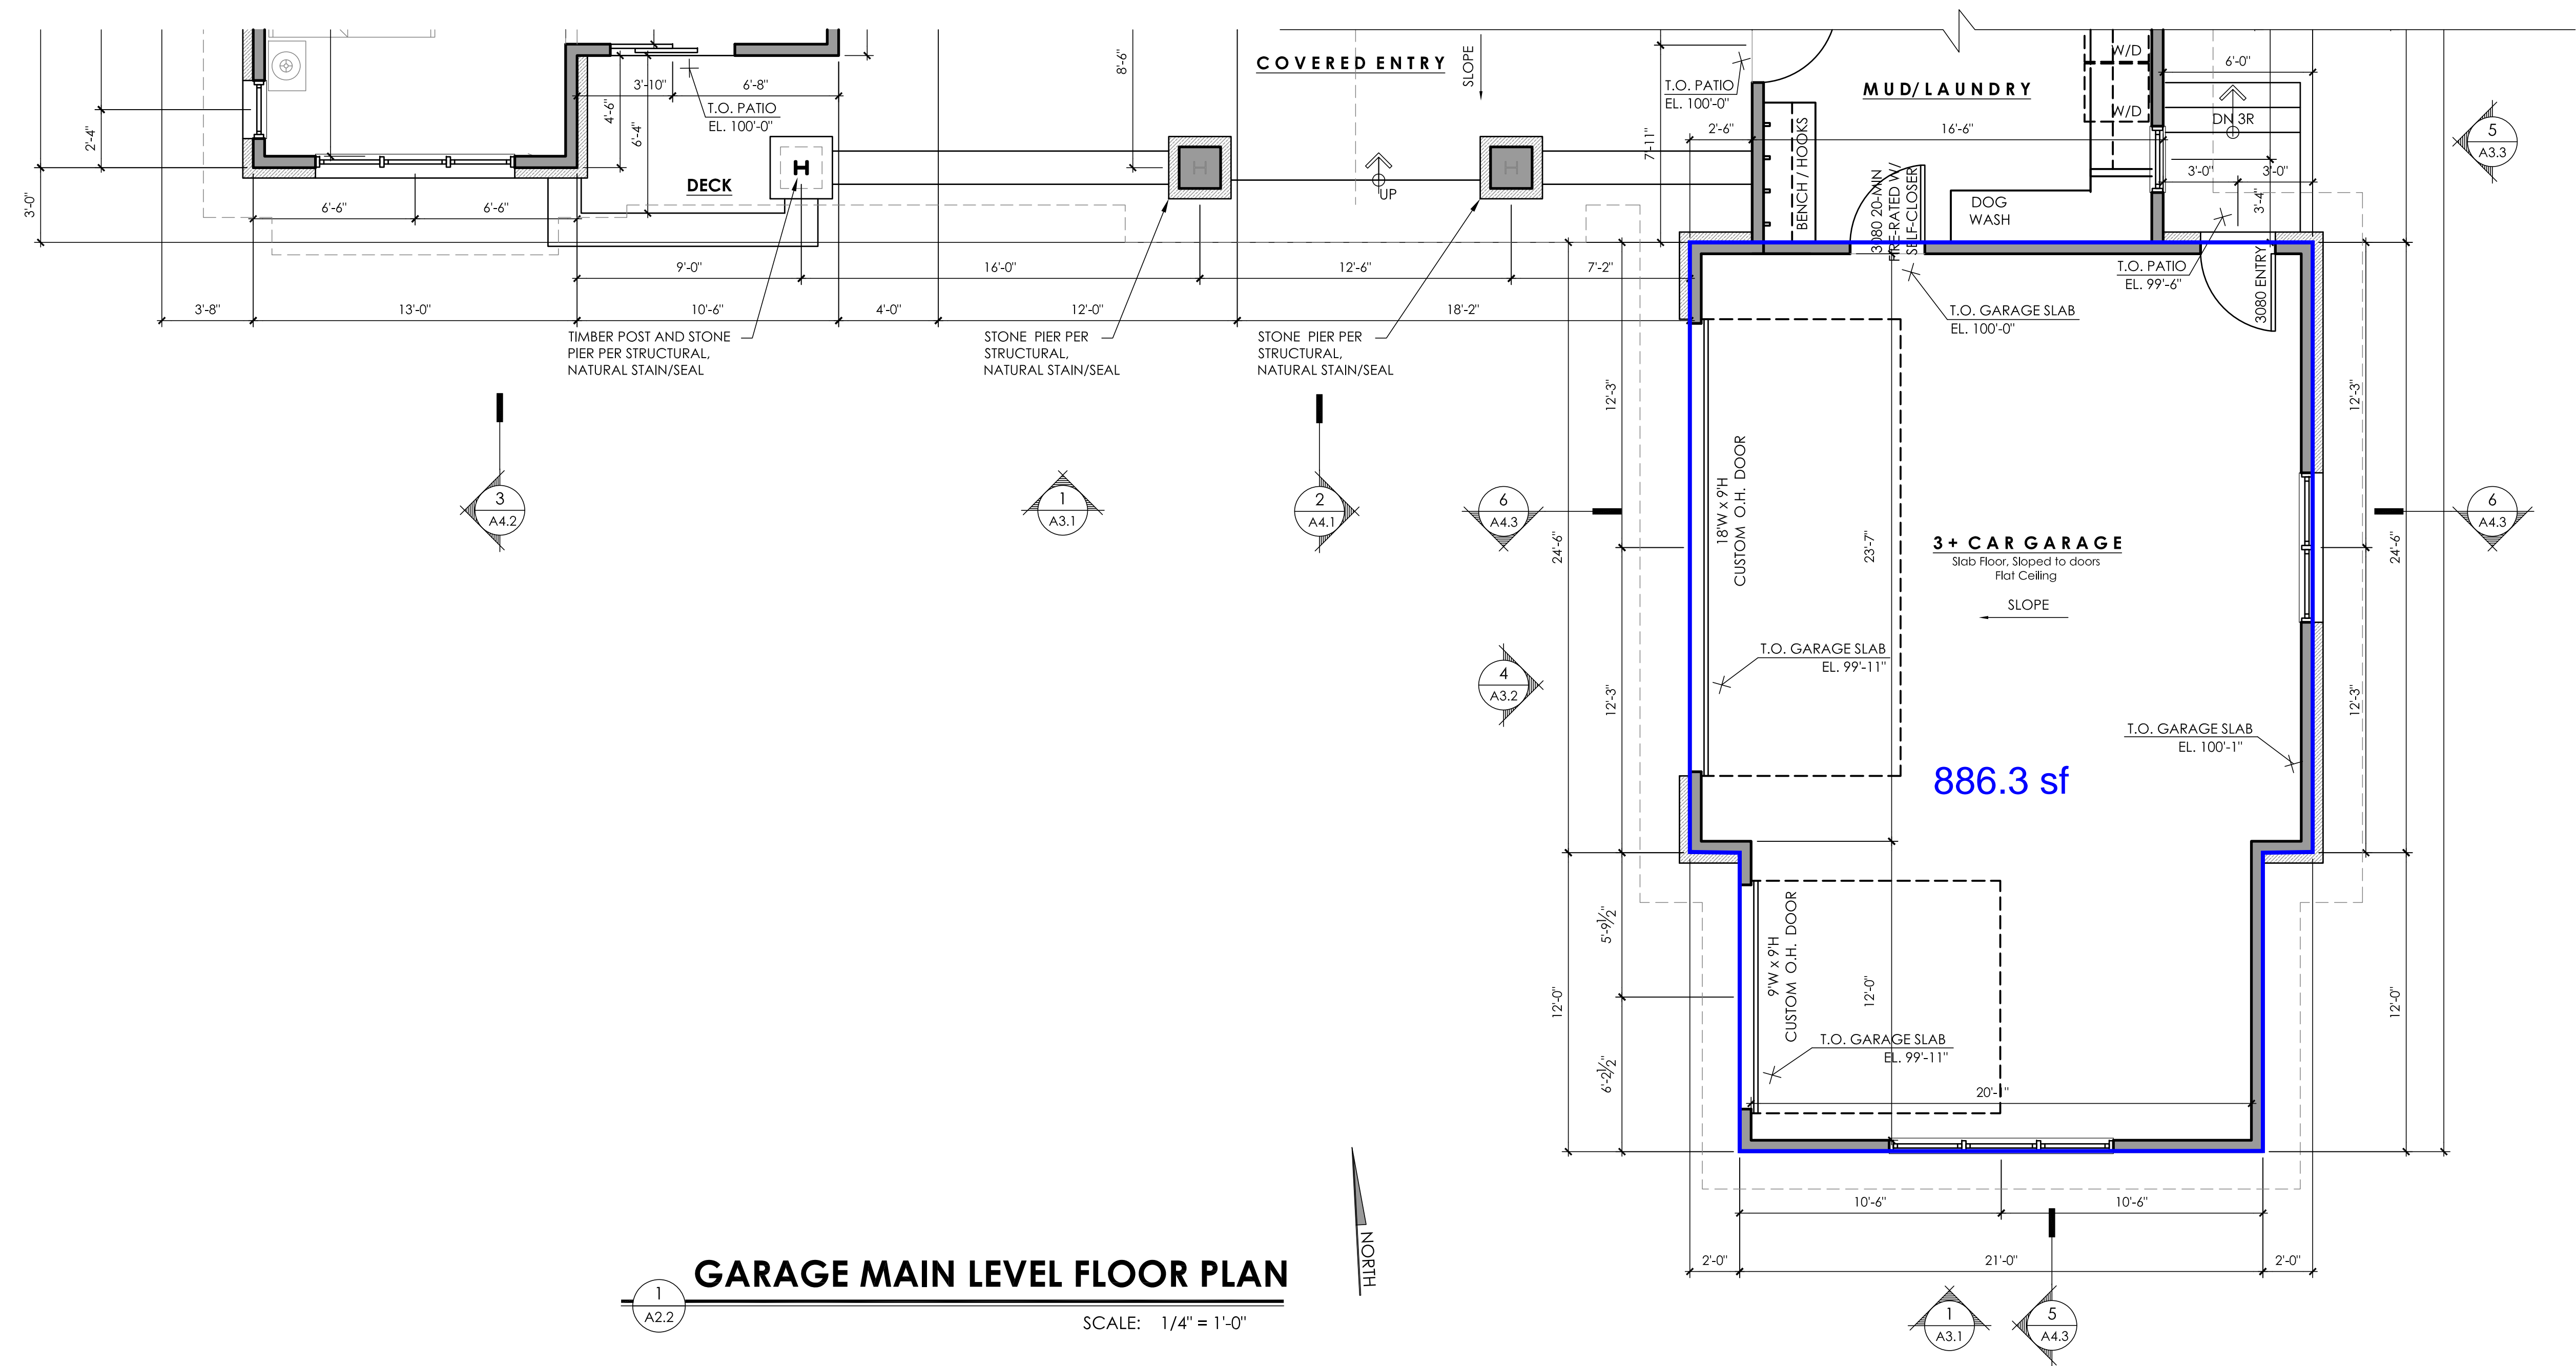 COVERED ENTRY
SLOPE
8'-6"
MUD/LAUNDRY
W/D
W/D
6'-0"
DN 3R
T.O. PATIO
EL. 100'-0"
3'-10"
6'-8"
T.O. PATIO
EL. 100'-0"
4'-6"
6'-4"
2'-4"
3'-0"
2'-6"
16'-6"
7'-11"
BENCH / HOOKS
3080 20-MIN
FIRE-RATED W/
SELF-CLOSER
DOG
WASH
3'-0"
3'-0"
3'-4"
5
A3.3
DECK
UP
6'-6"
6'-6"
9'-0"
16'-0"
12'-6"
7'-2"
3'-8"
13'-0"
10'-6"
4'-0"
12'-0"
18'-2"
TIMBER POST AND STONE
PIER PER STRUCTURAL,
NATURAL STAIN/SEAL
STONE PIER PER
STRUCTURAL,
NATURAL STAIN/SEAL
STONE PIER PER
STRUCTURAL,
NATURAL STAIN/SEAL
T.O. PATIO
EL. 99'-6"
3080 ENTRY
T.O. GARAGE SLAB
EL. 100'-0"
12'-3"
12'-3"
18'W x 9'H
CUSTOM O.H. DOOR
3
A4.2
1
A3.1
2
A4.1
6
A4.3
6
A4.3
24'-6"
23'-7"
24'-6"
3+ CAR GARAGE
Slab Floor, Sloped to doors
Flat Ceiling
SLOPE
T.O. GARAGE SLAB
EL. 99'-11"
4
A3.2
12'-3"
12'-3"
T.O. GARAGE SLAB
EL. 100'-1"
886.3 sf
5'-9½"
9'W x 9'H
CUSTOM O.H. DOOR
12'-0"
12'-0"
12'-0"
T.O. GARAGE SLAB
EL. 99'-11"
6'-2½"
20'-1"
10'-6"
10'-6"
2'-0"
21'-0"
2'-0"
NORTH
GARAGE MAIN LEVEL FLOOR PLAN
1
A2.2
SCALE: 1/4" = 1'-0"
1
A3.1
5
A4.3